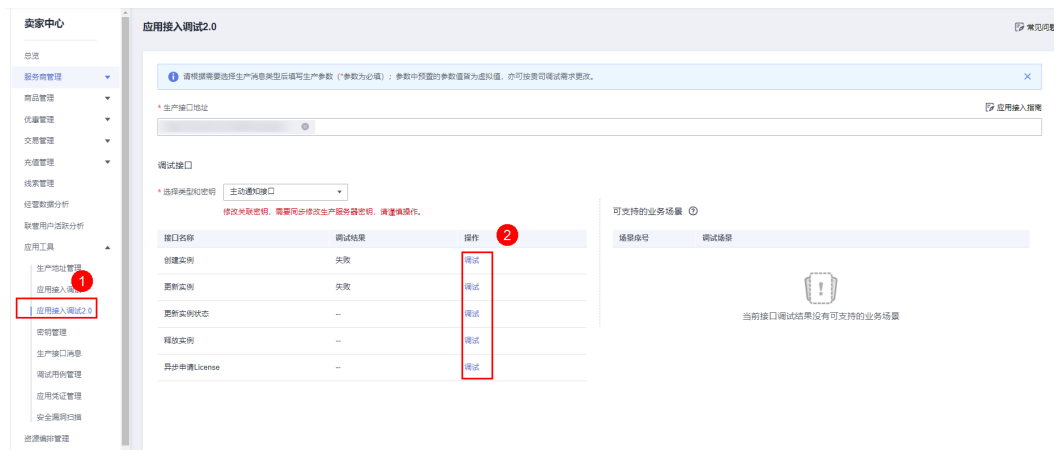 卖家中心
应用接入调试2.0
常见问题
总览
服务商管理
商品管理
优惠管理
交易管理
充值管理
线索管理
经营数据分析
联营用户活跃分析
应用工具
生产地址管理
1
应用接入调试
应用接入调试2.0
密钥管理
生产接口消息
调试用例管理
应用凭证管理
安全漏洞扫描
资源编排管理
请根据需要选择生产消息类型后填写生产参数（*参数为必填）；参数中预置的参数值皆为虚拟值，亦可按贵司调试需求更改。
* 生产接口地址
应用接入指南
调试接口
* 选择类型和密钥 主动通知接口
修改关联密钥，需要同步修改生产服务器密钥，请谨慎操作。
接口名称 调试结果 操作 2
创建实例 失败 调试
更新实例 失败 调试
更新实例状态 -- 调试
释放实例 -- 调试
异步申请License -- 调试
可支持的业务场景
场景序号 调试场景
当前接口调试结果没有可支持的业务场景